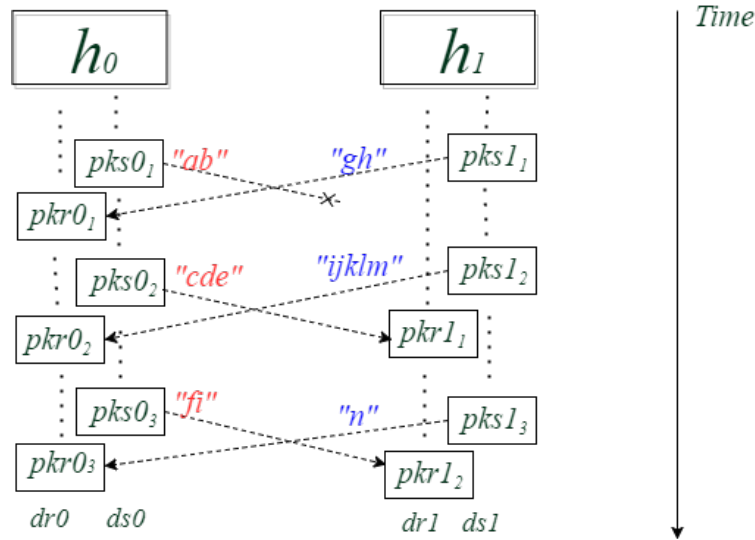 h0 h1 Time
pks01 "ab" "gh" pks11
pkr01
pks02 "cde" "ijklm" pks12
pkr02 pkr11
pks03 "fi" "n" pks13
pkr03 pkr12
dr0 ds0 dr1 ds1